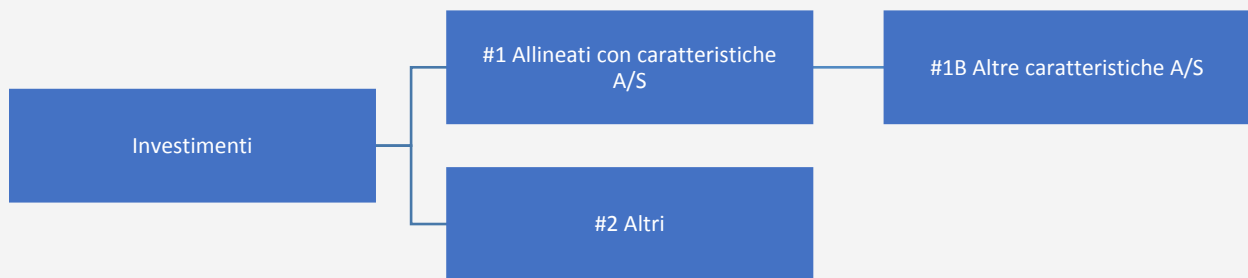 #1 Allineati con caratteristiche
A/S
#1B Altre caratteristiche A/S
Investimenti
#2 Altri